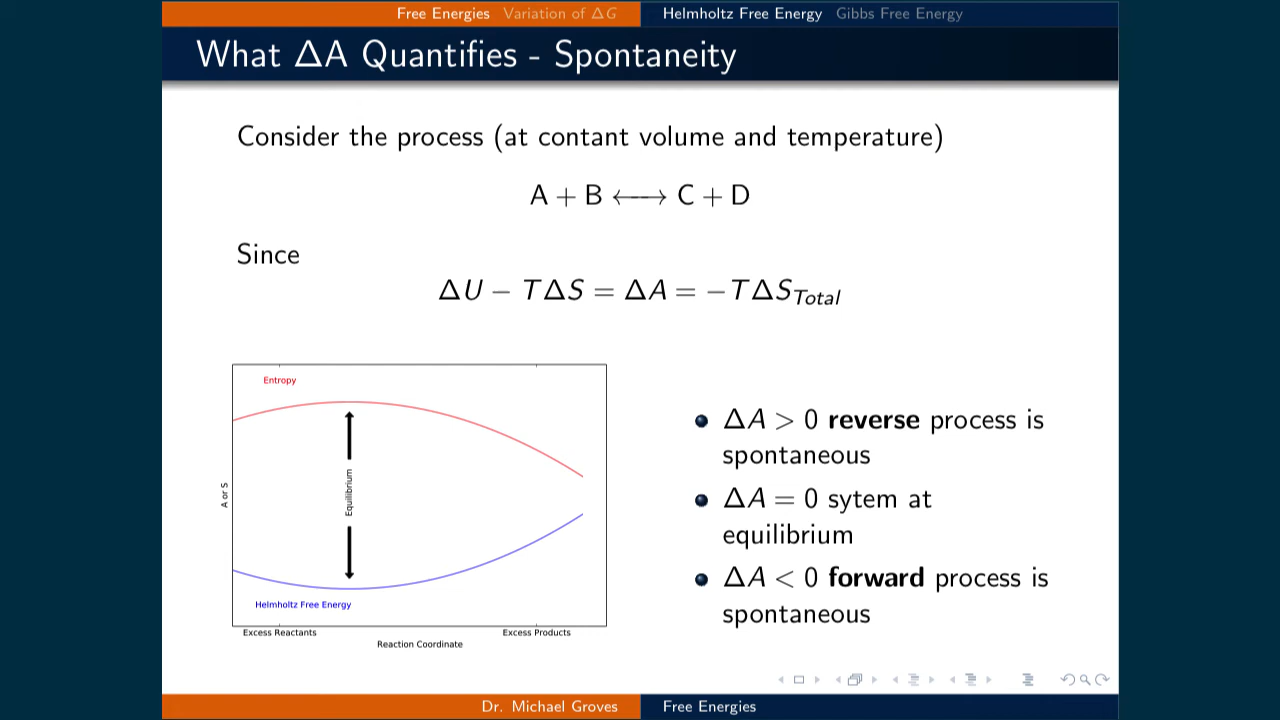 Free Energies Variation of ΔG Helmholtz Free Energy Gibbs Free Energy
What ΔA Quantifies - Spontaneity
Consider the process (at contant volume and temperature)
A + B ⟷ C + D
Since
ΔU − TΔS = ΔA = −TΔS_Total
Entropy
Equilibrium
A or S
Helmholtz Free Energy
Excess Reactants
Excess Products
Reaction Coordinate
ΔA > 0 reverse process is
spontaneous
ΔA = 0 sytem at
equilibrium
ΔA < 0 forward process is
spontaneous
Dr. Michael Groves Free Energies